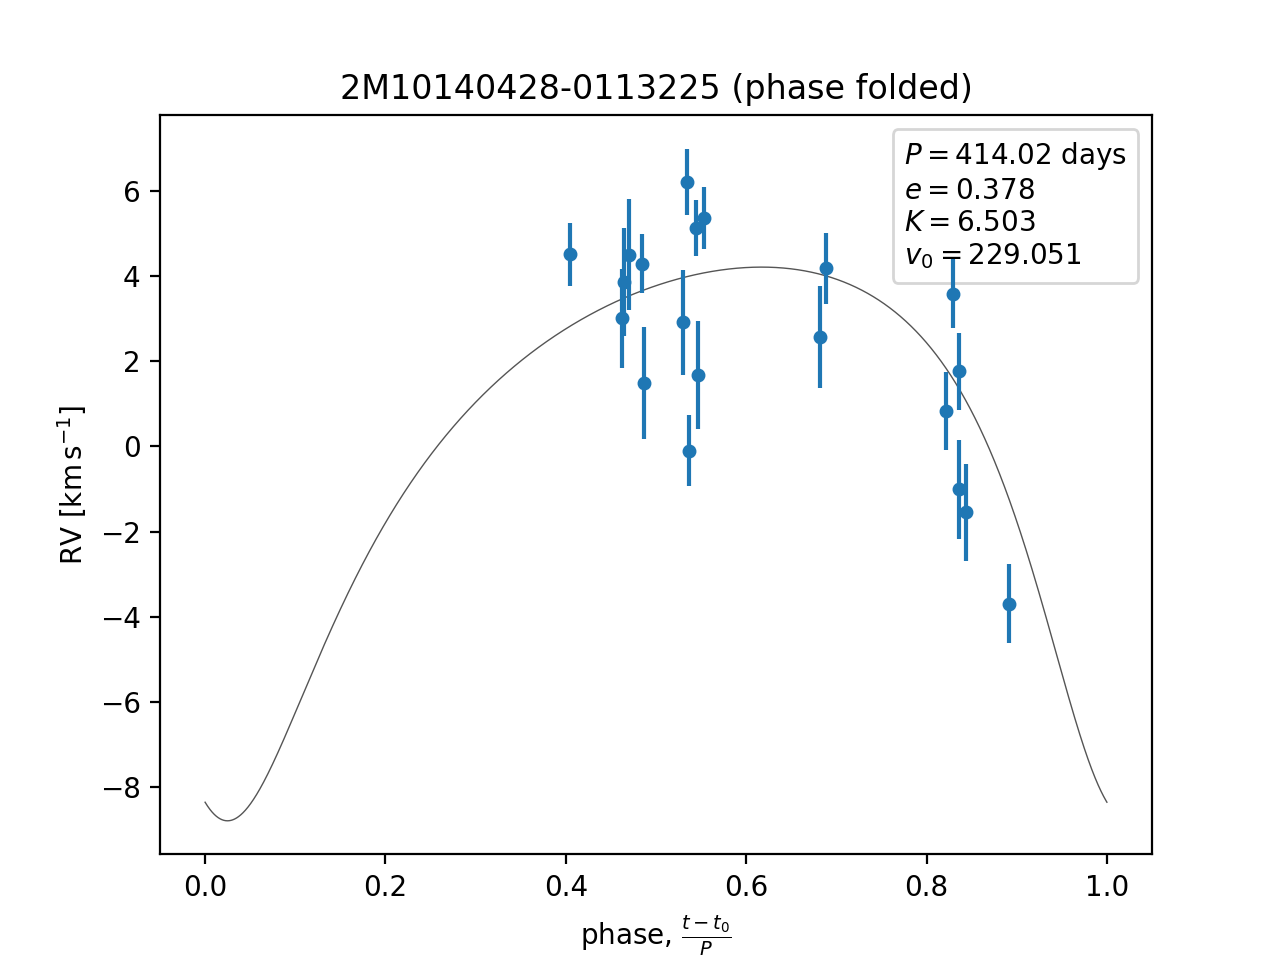 2M10140428-0113225 (phase folded)
P = 414.02 days
e = 0.378
K = 6.503
v₀ = 229.051
6
4
2
0
−2
−4
−6
−8
RV [km s⁻¹]
0.0 0.2 0.4 0.6 0.8 1.0
phase, (t − t₀)/P